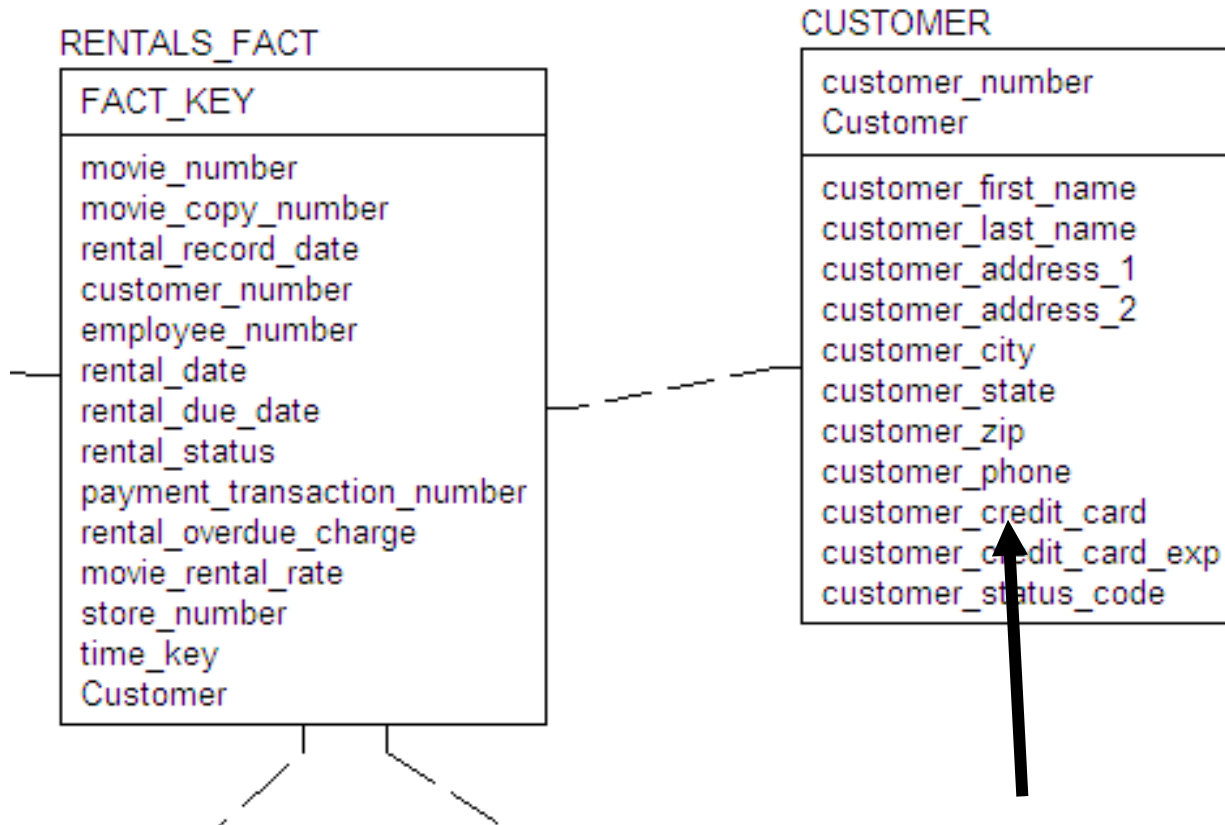 RENTALS_FACT
FACT_KEY
movie_number
movie_copy_number
rental_record_date
customer_number
employee_number
rental_date
rental_due_date
rental_status
payment_transaction_number
rental_overdue_charge
movie_rental_rate
store_number
time_key
Customer
CUSTOMER
customer_number
Customer
customer_first_name
customer_last_name
customer_address_1
customer_address_2
customer_city
customer_state
customer_zip
customer_phone
customer_credit_card
customer_credit_card_exp
customer_status_code